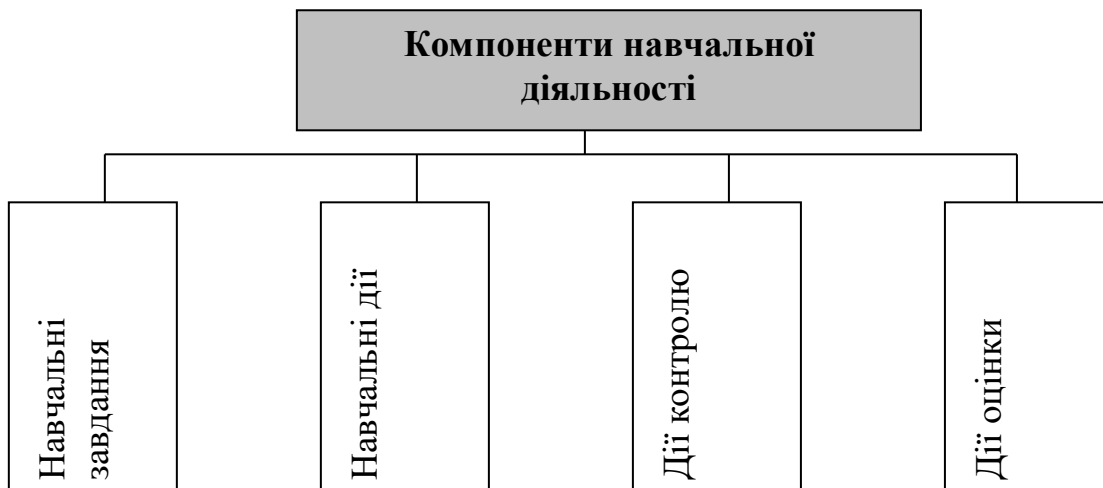 Компоненти навчальної
діяльності
Навчальні
завдання
Навчальні дії
Дії контролю
Дії оцінки